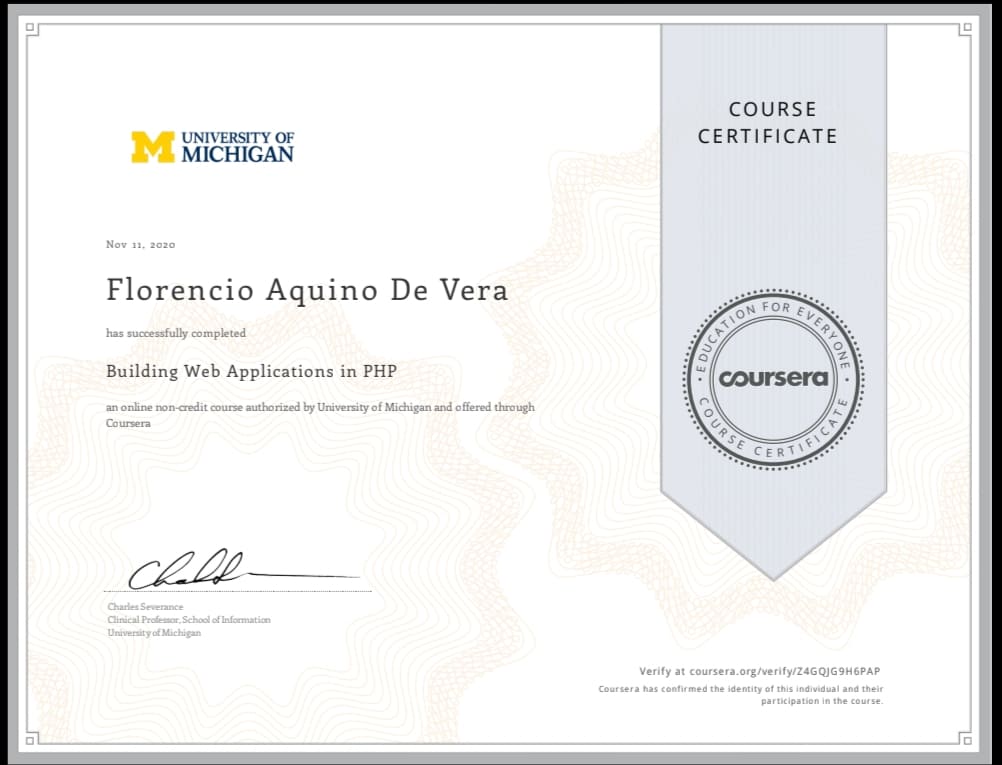 COURSE
CERTIFICATE
M UNIVERSITY OF
MICHIGAN
Nov 11, 2020
Florencio Aquino De Vera
has successfully completed
Building Web Applications in PHP
an online non-credit course authorized by University of Michigan and offered through
Coursera
EDUCATION FOR EVERYONE
coursera
COURSE CERTIFICATE
Charles Severance
Clinical Professor, School of Information
University of Michigan
Verify at coursera.org/verify/Z4GQJG9H6PAP
Coursera has confirmed the identity of this individual and their
participation in the course.